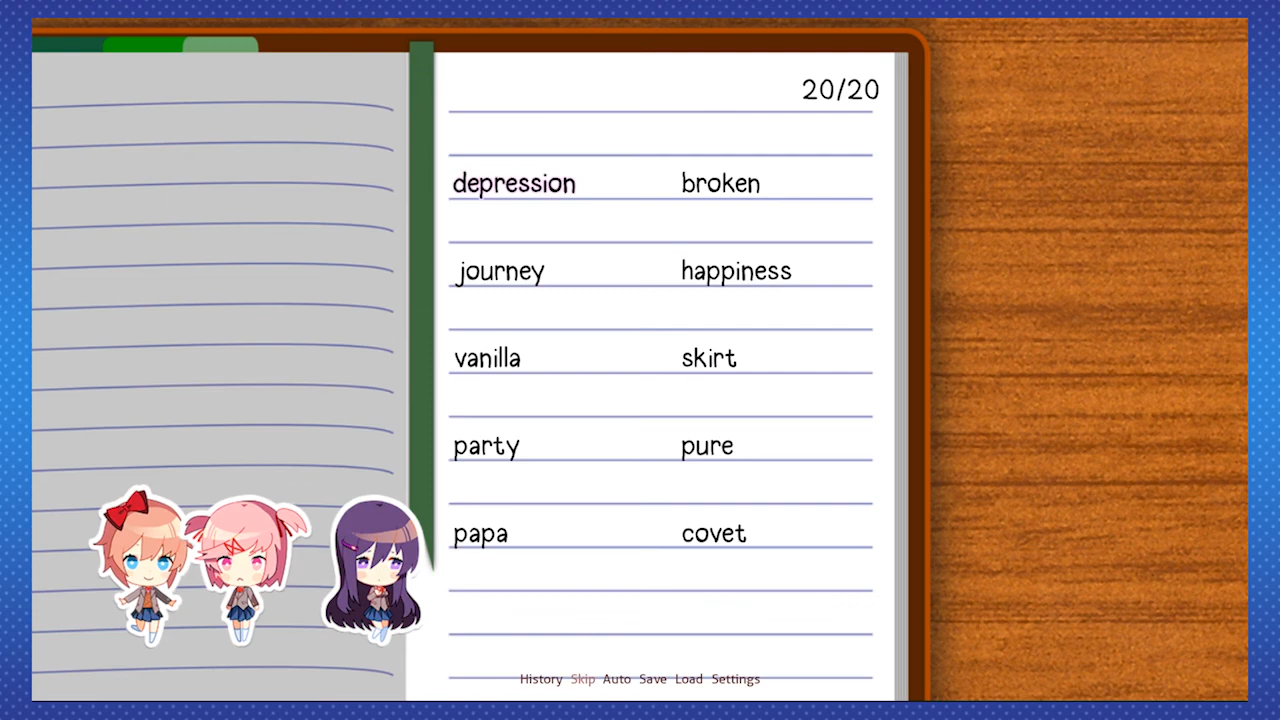 20/20
depression broken
journey happiness
vanilla skirt
party pure
papa covet
History Skip Auto Save Load Settings